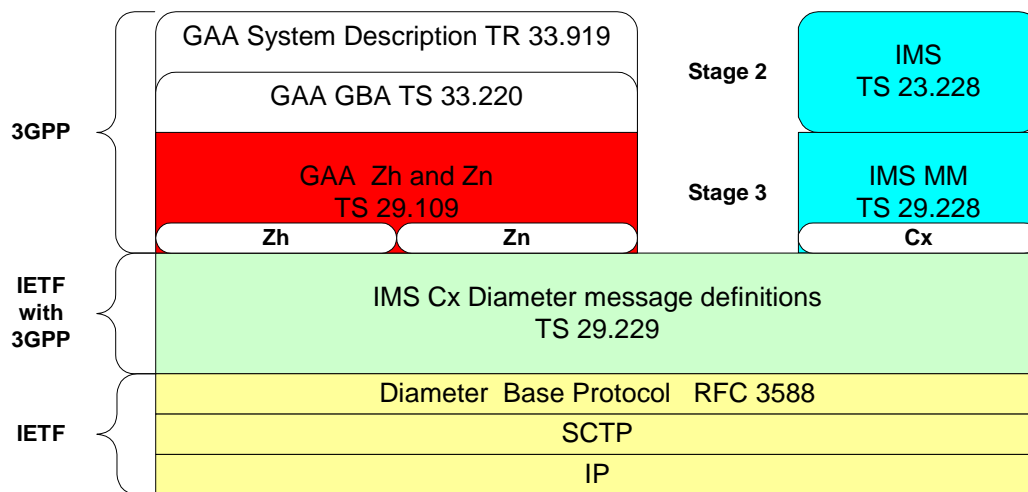 GAA System Description TR 33.919
GAA GBA TS 33.220
Stage 2
IMS
TS 23.228
3GPP
GAA  Zh and Zn
TS 29.109
Stage 3
IMS MM
TS 29.228
Zh
Zn
Cx
IETF
with
3GPP
IMS Cx Diameter message definitions
TS 29.229
IETF
Diameter  Base Protocol   RFC 3588
SCTP
IP